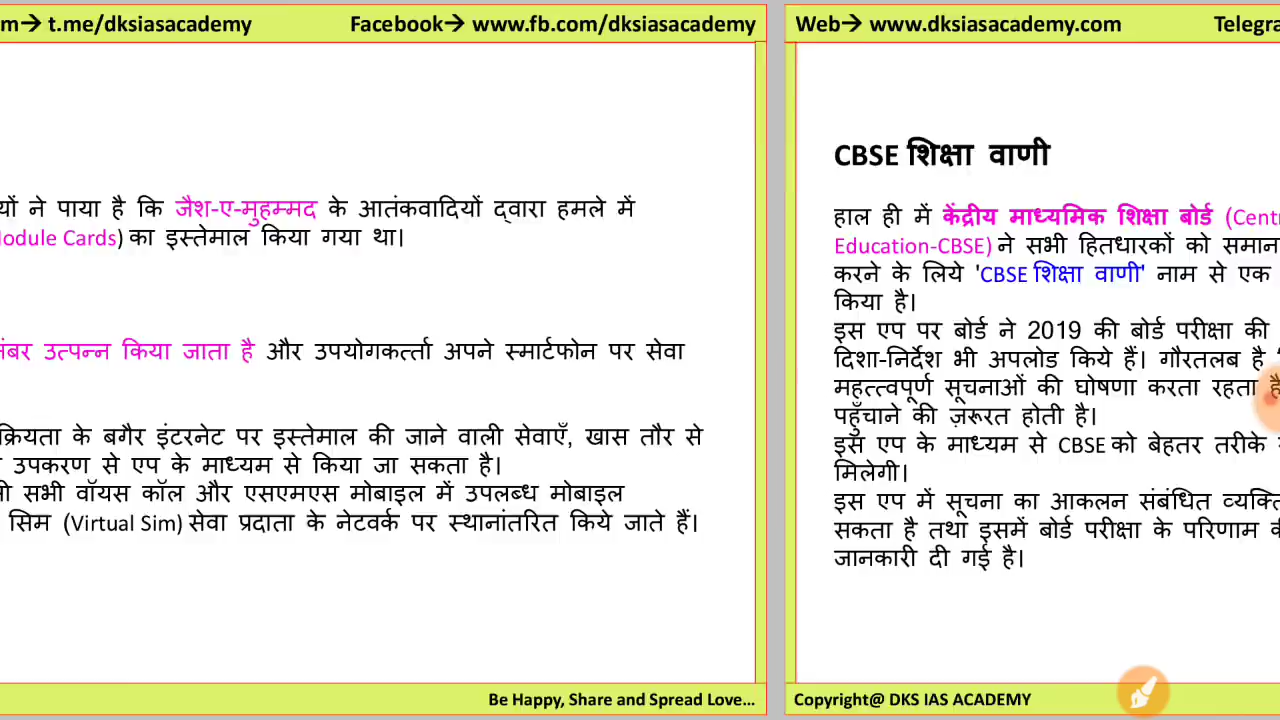 m→ t.me/dksiasacademy Facebook→ www.fb.com/dksiasacademy
यों ने पाया है कि जैश-ए-मुहम्मद के आतंकवादियों द्वारा हमले में
Module Cards) का इस्तेमाल किया गया था।
नंबर उत्पन्न किया जाता है और उपयोगकर्त्ता अपने स्मार्टफोन पर सेवा
क्रियता के बगैर इंटरनेट पर इस्तेमाल की जाने वाली सेवाएँ, खास तौर से
उपकरण से एप के माध्यम से किया जा सकता है।
सभी वॉयस कॉल और एसएमएस मोबाइल में उपलब्ध मोबाइल
सिम (Virtual Sim) सेवा प्रदाता के नेटवर्क पर स्थानांतरित किये जाते हैं।
Be Happy, Share and Spread Love...
Web→ www.dksiasacademy.com Telegra
CBSE शिक्षा वाणी
हाल ही में केंद्रीय माध्यमिक शिक्षा बोर्ड (Centr
Education-CBSE) ने सभी हितधारकों को समान
करने के लिये 'CBSE शिक्षा वाणी' नाम से एक
किया है।
इस एप पर बोर्ड ने 2019 की बोर्ड परीक्षा की
दिशा-निर्देश भी अपलोड किये हैं। गौरतलब है
महत्त्वपूर्ण सूचनाओं की घोषणा करता रहता है
पहुँचाने की ज़रूरत होती है।
इस एप के माध्यम से CBSE को बेहतर तरीके
मिलेगी।
इस एप में सूचना का आकलन संबंधित व्यक्ति
सकता है तथा इसमें बोर्ड परीक्षा के परिणाम
जानकारी दी गई है।
Copyright@ DKS IAS ACADEMY